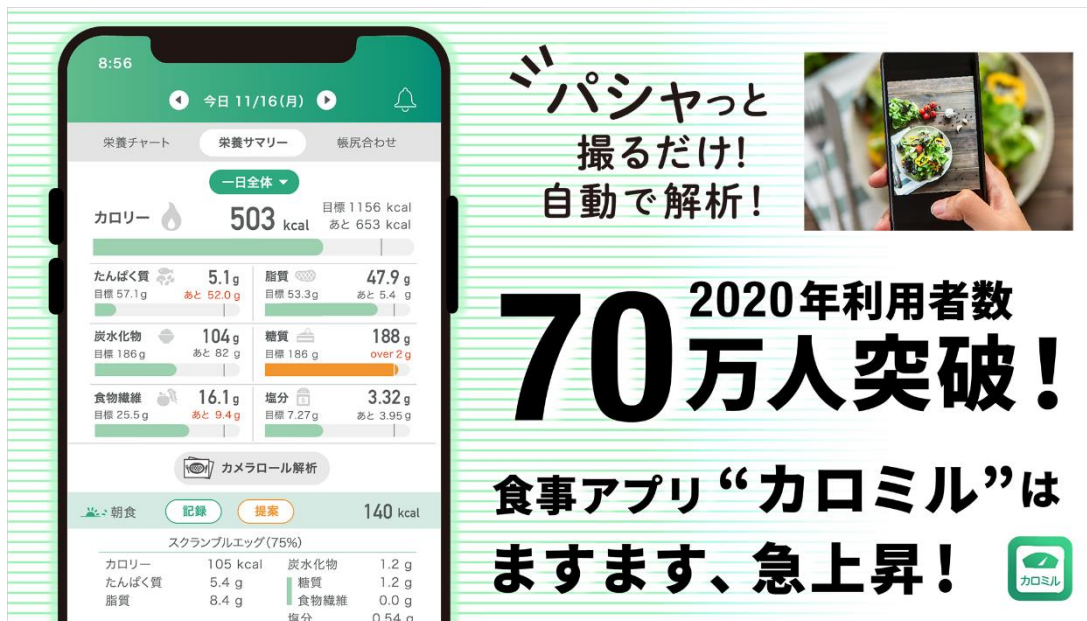 8:56
今日 11/16(月)
栄養チャート 栄養サマリー 帳尻合わせ
一日全体
カロリー 503 kcal 目標 1156 kcal
あと 653 kcal
たんぱく質 5.1 g
目標 57.1g あと 52.0 g
脂質 47.9 g
目標 53.3g あと 5.4 g
炭水化物 104 g
目標 186g あと 82 g
糖質 188 g
目標 186 g over 2 g
食物繊維 16.1 g
目標 25.5 g あと 9.4 g
塩分 3.32 g
目標 7.27g あと 3.95 g
カメラロール解析
朝食 記録 提案 140 kcal
スクランブルエッグ(75%)
カロリー 105 kcal 炭水化物 1.2 g
たんぱく質 5.4 g 糖質 1.2 g
脂質 8.4 g 食物繊維 0.0 g
塩分 0.54 g
パシャっと
撮るだけ!
自動で解析!
2020年利用者数
70万人突破!
食事アプリ“カロミル”は
ますます、急上昇!
カロミル